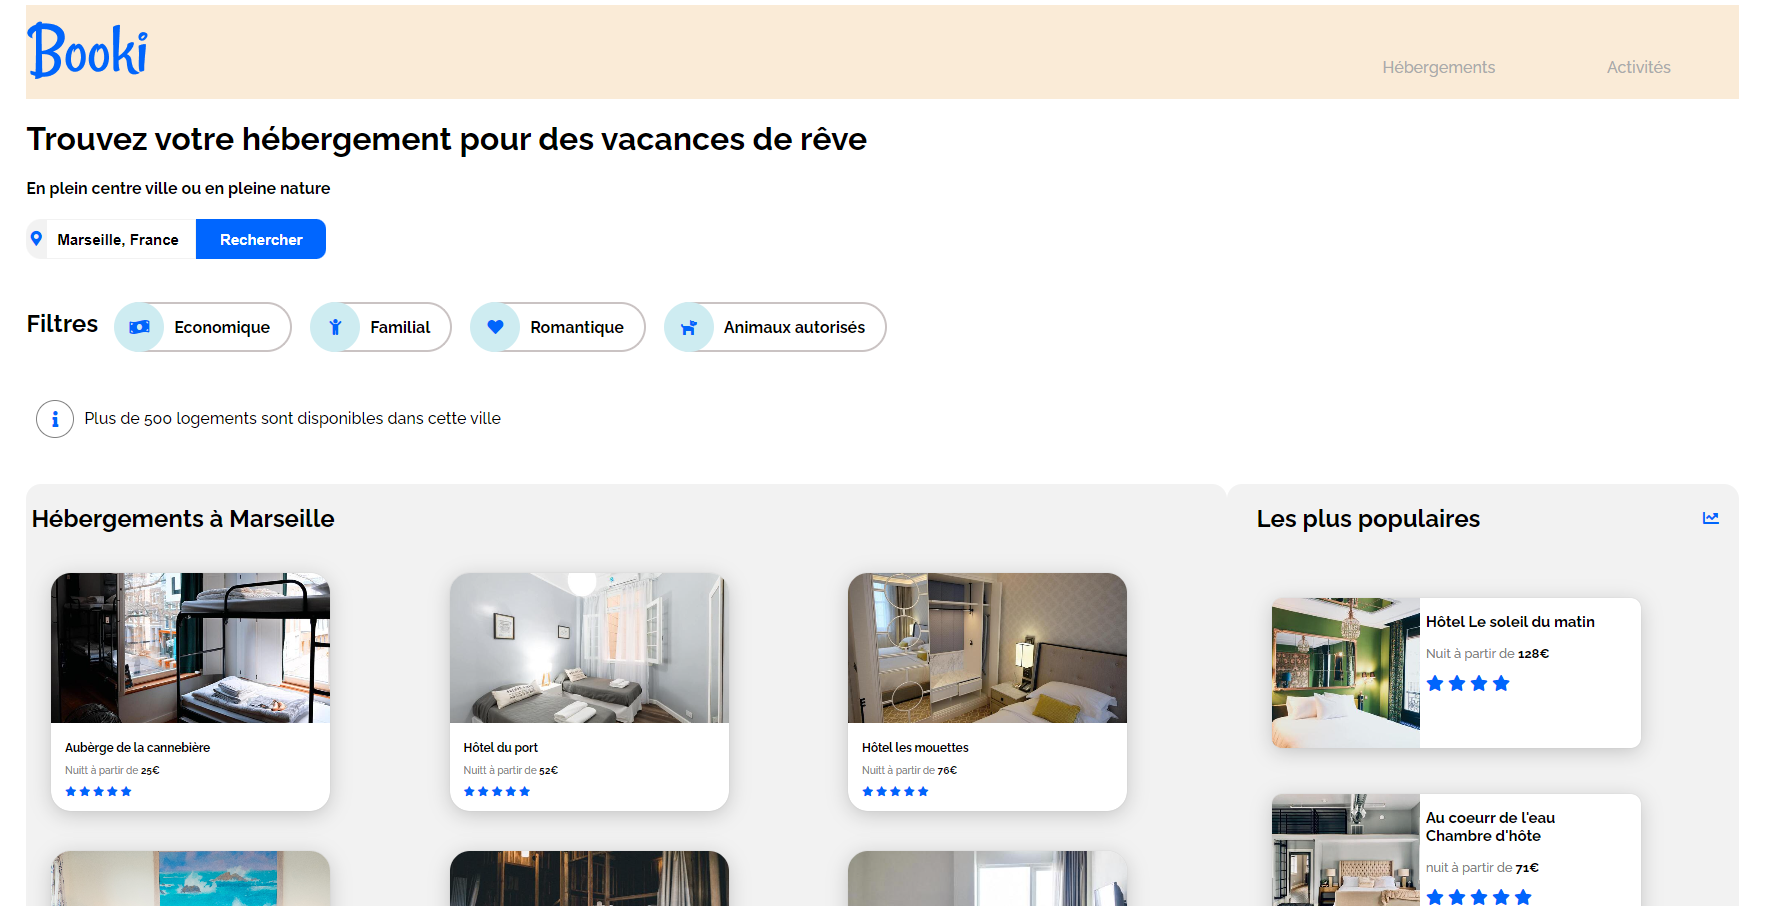 Booki
Hébergements
Activités
Trouvez votre hébergement pour des vacances de rêve
En plein centre ville ou en pleine nature
Marseille, France
Rechercher
Filtres
Economique
Familial
Romantique
Animaux autorisés
Plus de 500 logements sont disponibles dans cette ville
Hébergements à Marseille
Aubèrge de la cannebière
Nuitt à partir de 25€
Hôtel du port
Nuitt à partir de 52€
Hôtel les mouettes
Nuitt à partir de 76€
Les plus populaires
Hôtel Le soleil du matin
Nuit à partir de 128€
Au coeurr de l'eau
Chambre d'hôte
nuit à partir de 71€